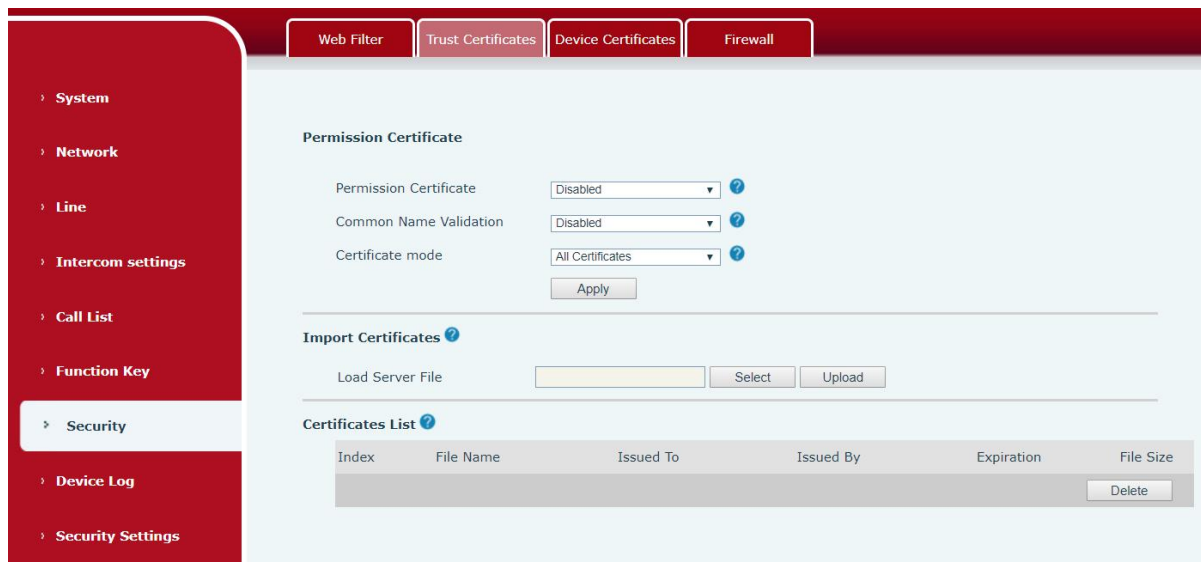 Web Filter Trust Certificates Device Certificates Firewall
System
Network
Line
Intercom settings
Call List
Function Key
Security
Device Log
Security Settings
Permission Certificate
Permission Certificate Disabled ?
Common Name Validation Disabled ?
Certificate mode All Certificates ?
Apply
Import Certificates ?
Load Server File Select Upload
Certificates List ?
Index File Name Issued To Issued By Expiration File Size
Delete